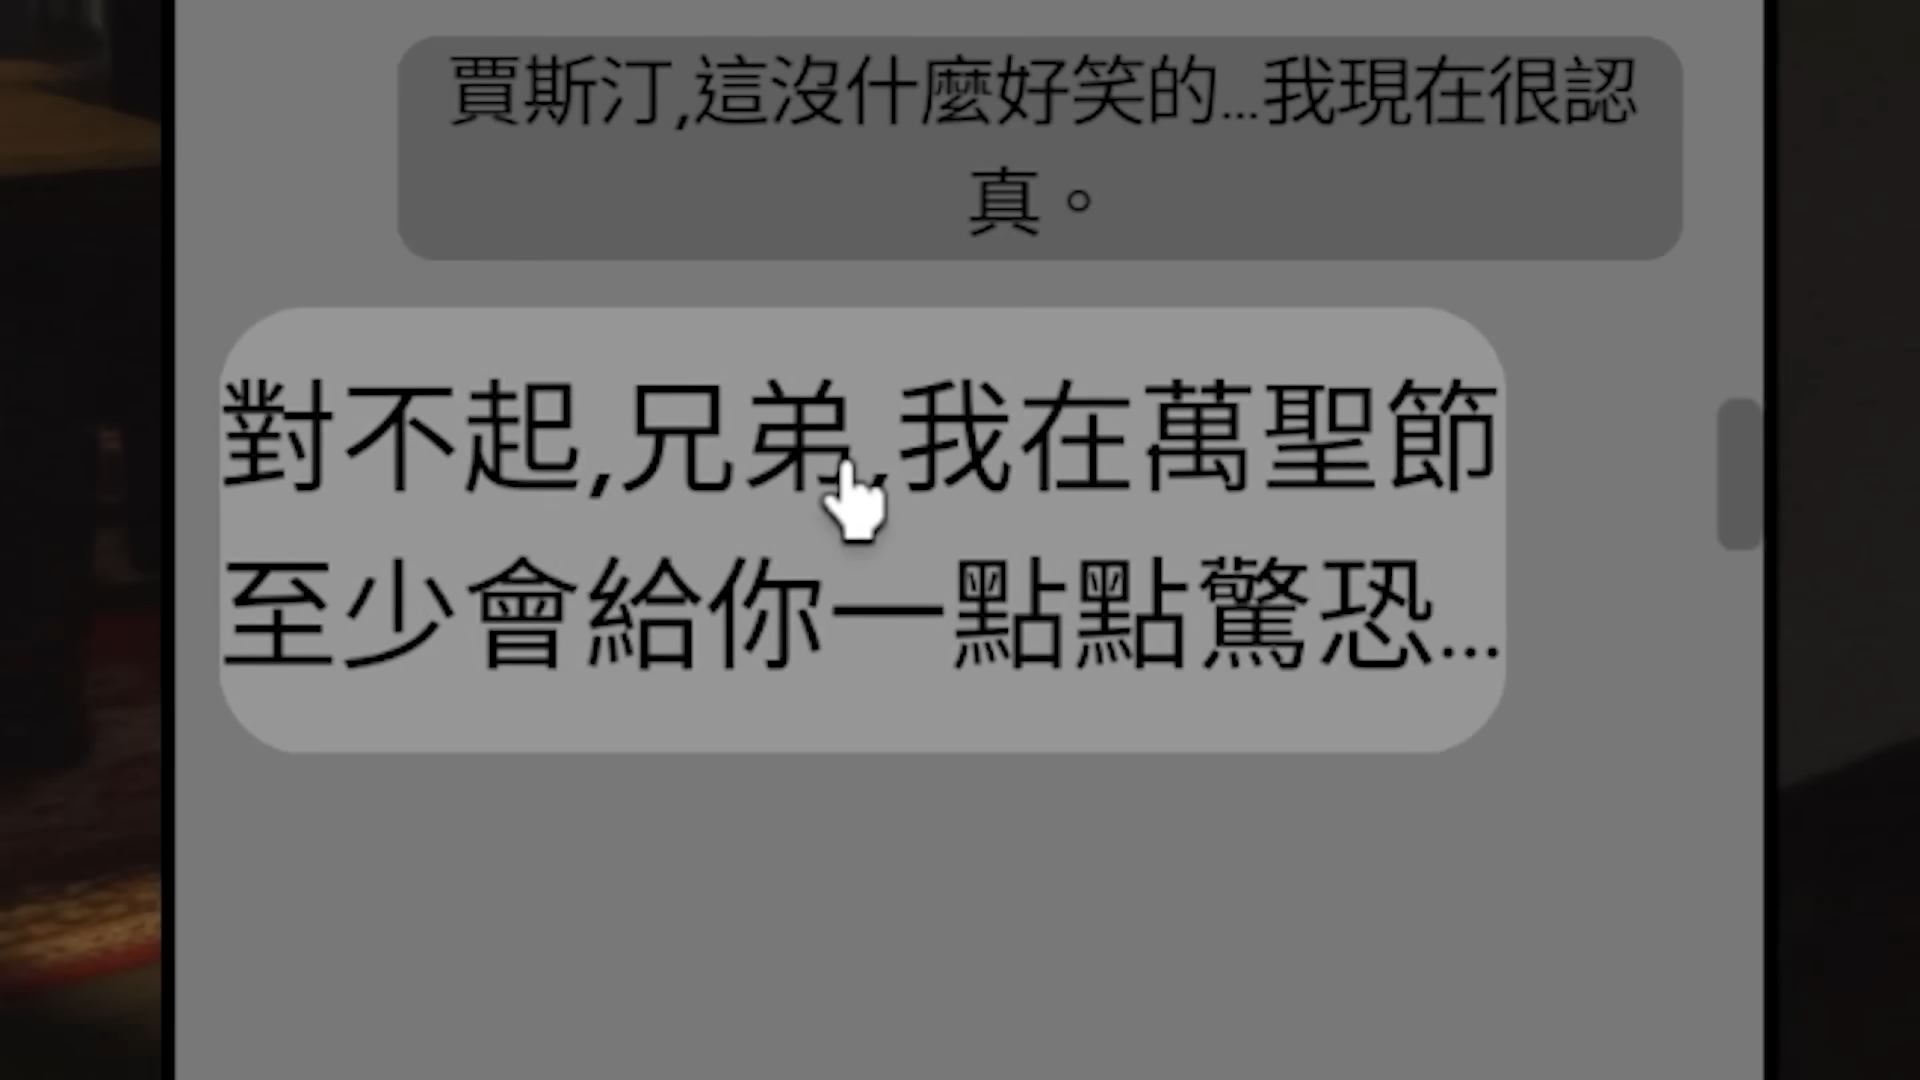 賈斯汀,這沒什麼好笑的...我現在很認
真。
對不起,兄弟,我在萬聖節
至少會給你一點點驚恐...